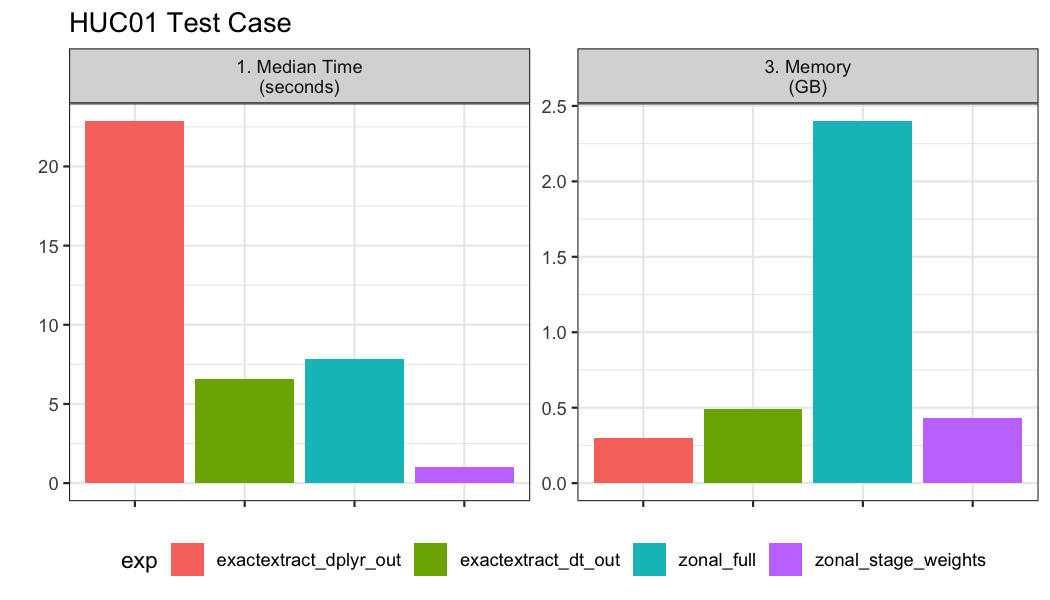 HUC01 Test Case
1. Median Time
(seconds)
3. Memory
(GB)
20
15
10
5
0
2.5
2.0
1.5
1.0
0.5
0.0
exp exactextract_dplyr_out exactextract_dt_out zonal_full zonal_stage_weights